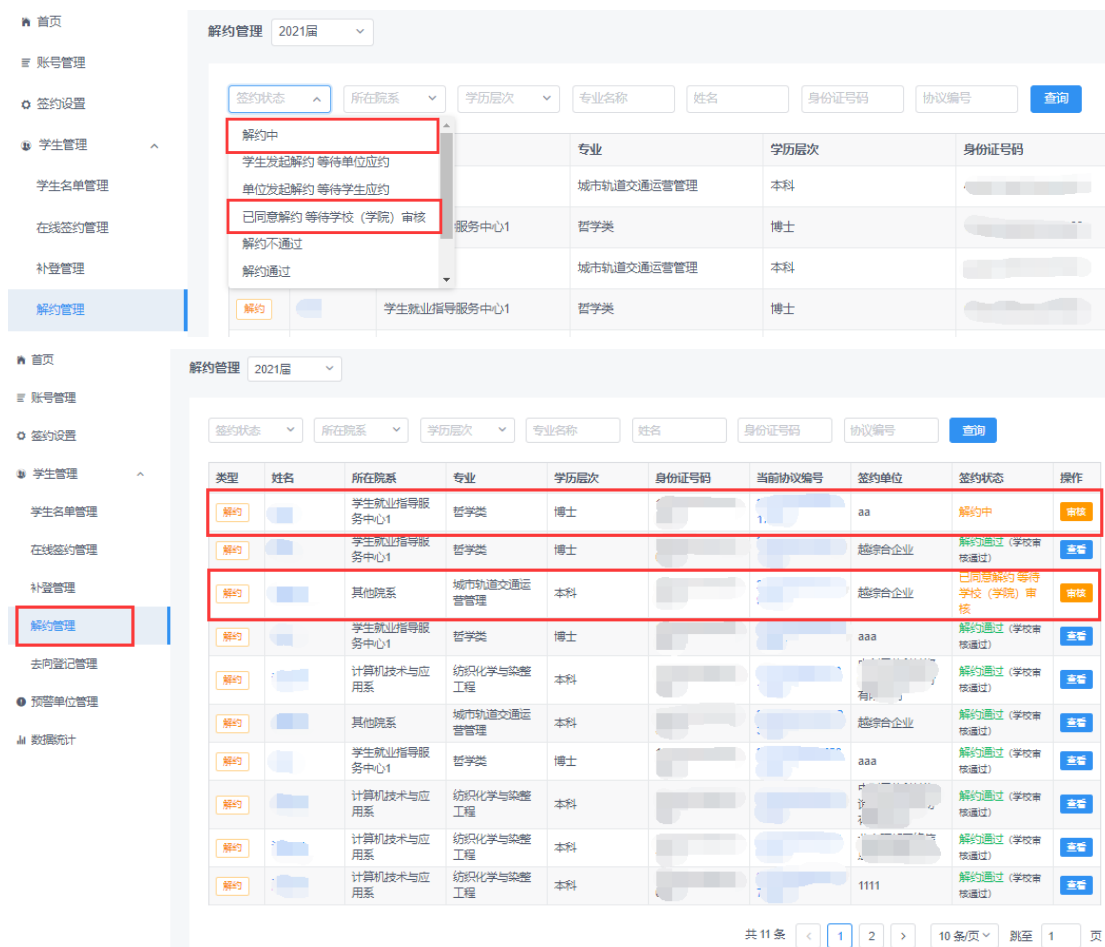 首页
账号管理
签约设置
学生管理
学生名单管理
在线签约管理
补登管理
解约管理
解约管理 2021届
签约状态 所在院系 学历层次 专业名称 姓名 身份证号码 协议编号 查询
解约中
学生发起解约 等待单位应约
单位发起解约 等待学生应约
已同意解约 等待学校（学院）审核
解约不通过
解约通过
专业 学历层次 身份证号码
城市轨道交通运营管理 本科
服务中心1 哲学类 博士
城市轨道交通运营管理 本科
解约 学生就业指导服务中心1 哲学类 博士
首页
账号管理
签约设置
学生管理
学生名单管理
在线签约管理
补登管理
解约管理
去向登记管理
预警单位管理
数据统计
解约管理 2021届
签约状态 所在院系 学历层次 专业名称 姓名 身份证号码 协议编号 查询
类型 姓名 所在院系 专业 学历层次 身份证号码 当前协议编号 签约单位 签约状态 操作
解约 学生就业指导服
务中心1 哲学类 博士 aa 解约中 审核
解约 学生就业指导服
务中心1 哲学类 博士 越综合企业 解约通过（学校审
核通过） 查看
解约 其他院系 城市轨道交通运
营管理 本科 越综合企业 已同意解约 等待
学校（学院）审
核 审核
解约 学生就业指导服
务中心1 哲学类 博士 aaa 解约通过（学校审
核通过） 查看
解约 计算机技术与应
用系 纺织化学与染整
工程 本科 解约通过（学校审
核通过） 查看
解约 其他院系 城市轨道交通运
营管理 本科 越综合企业 解约通过（学校审
核通过） 查看
解约 学生就业指导服
务中心1 哲学类 博士 aaa 解约通过（学校审
核通过） 查看
解约 计算机技术与应
用系 纺织化学与染整
工程 本科 解约通过（学校审
核通过） 查看
解约 计算机技术与应
用系 纺织化学与染整
工程 本科 解约通过（学校审
核通过） 查看
解约 计算机技术与应
用系 纺织化学与染整
工程 本科 1111 解约通过（学校审
核通过） 查看
共 11 条 < 1 2 > 10 条/页 跳至 1 页